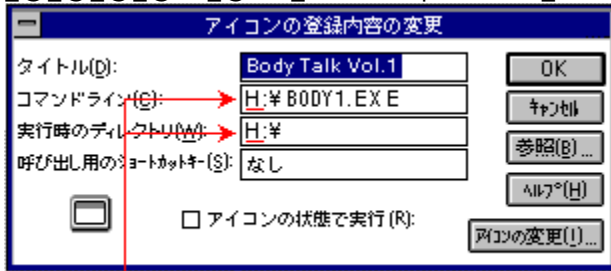 アイコンの登録内容の変更
タイトル(D): Body Talk Vol.1 OK
コマンドライン(C): H:¥BODY1.EXE キャンセル
実行時のディレクトリ(W): H:¥ 参照(B)...
呼び出し用のショートカットキー(S): なし ヘルプ(H)
アイコンの状態で実行(R): アイコンの変更(I)...